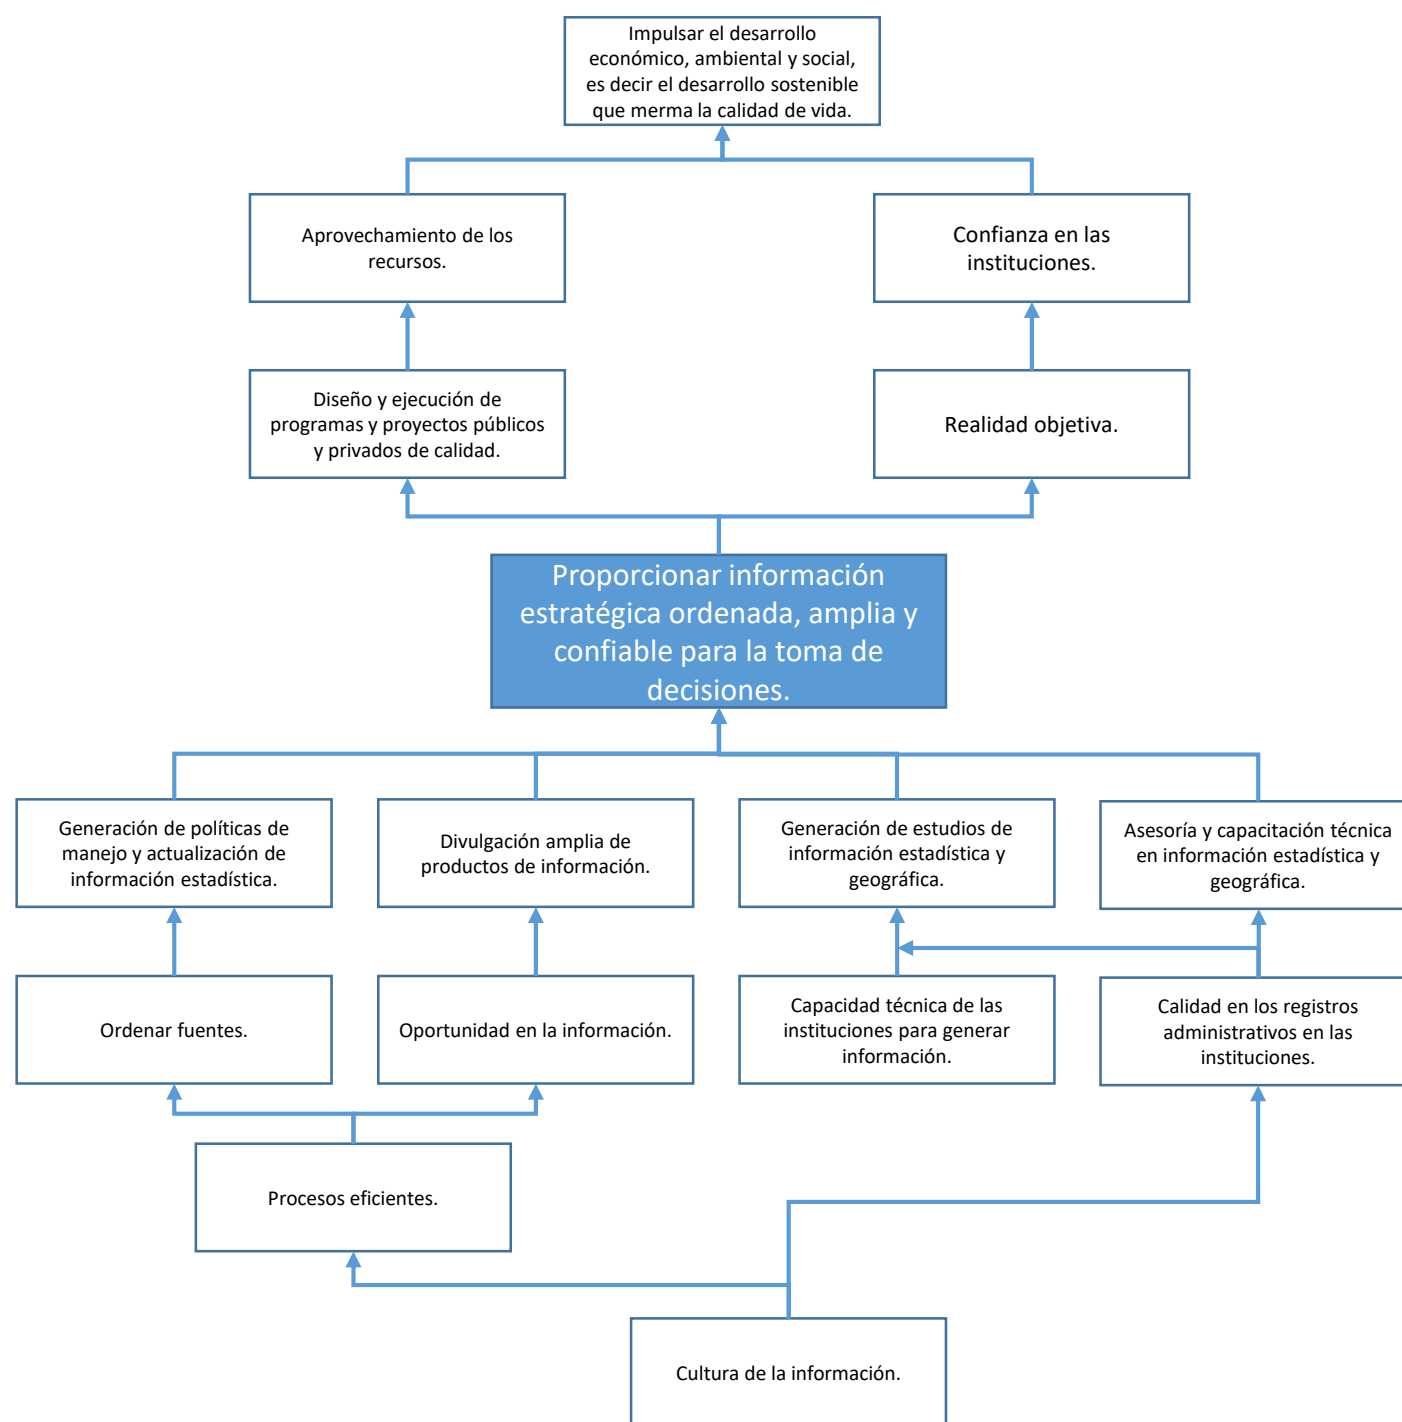 Impulsar el desarrollo
económico, ambiental y social,
es decir el desarrollo sostenible
que merma la calidad de vida.
Aprovechamiento de los
recursos.
Confianza en las
instituciones.
Diseño y ejecución de
programas y proyectos públicos
y privados de calidad.
Realidad objetiva.
Proporcionar información
estratégica ordenada, amplia y
confiable para la toma de
decisiones.
Generación de políticas de
manejo y actualización de
información estadística.
Divulgación amplia de
productos de información.
Generación de estudios de
información estadística y
geográfica.
Asesoría y capacitación técnica
en información estadística y
geográfica.
Ordenar fuentes.
Oportunidad en la información.
Capacidad técnica de las
instituciones para generar
información.
Calidad en los registros
administrativos en las
instituciones.
Procesos eficientes.
Cultura de la información.